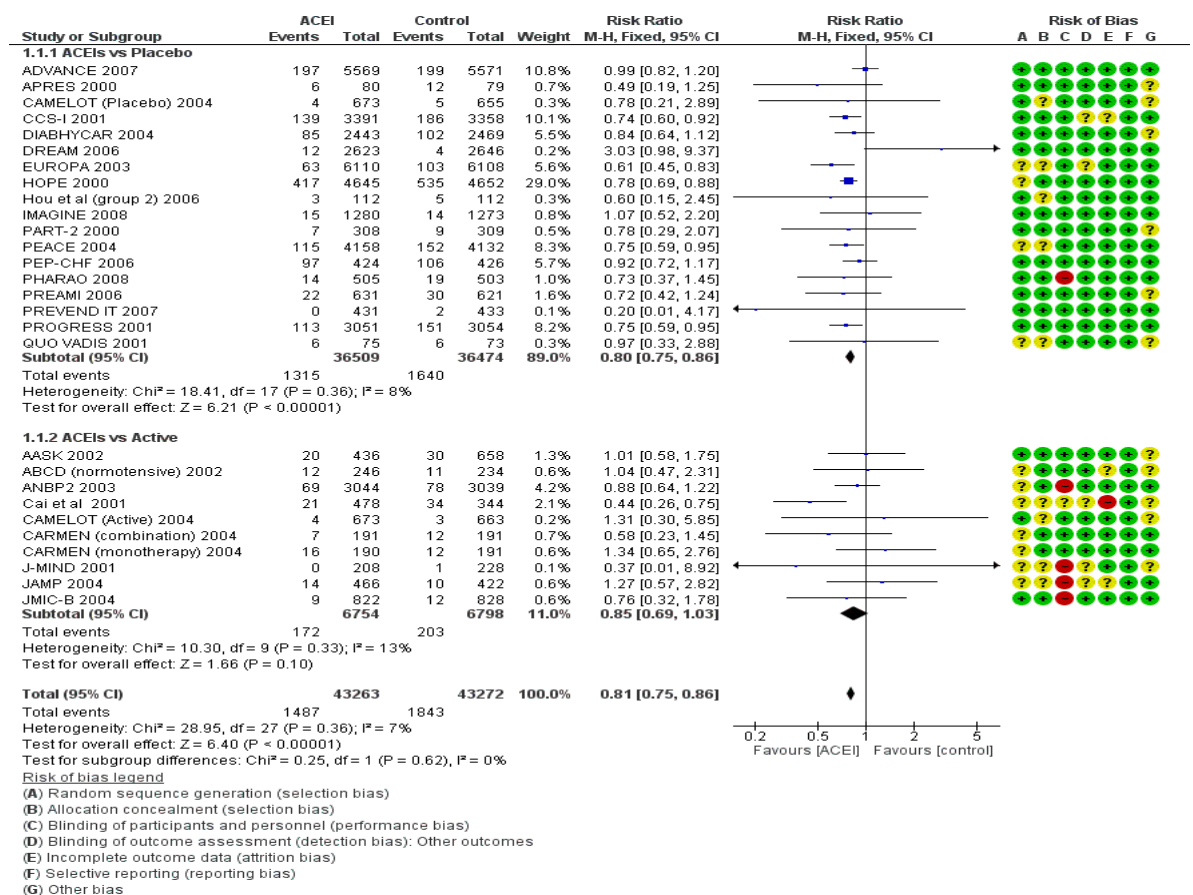 ACEI Control Risk Ratio Risk Ratio Risk of Bias
Study or Subgroup Events Total Events Total Weight M-H, Fixed, 95% CI M-H, Fixed, 95% CI A B C D E F G
1.1.1 ACEIs vs Placebo
ADVANCE 2007 197 5569 199 5571 10.8% 0.99 [0.82, 1.20]
APRES 2000 6 80 12 79 0.7% 0.49 [0.19, 1.25]
CAMELOT (Placebo) 2004 4 673 5 655 0.3% 0.78 [0.21, 2.89]
CCS-I 2001 139 3391 186 3358 10.1% 0.74 [0.60, 0.92]
DIABHYCAR 2004 85 2443 102 2469 5.5% 0.84 [0.64, 1.12]
DREAM 2006 12 2623 4 2646 0.2% 3.03 [0.98, 9.37]
EUROPA 2003 63 6110 103 6108 5.6% 0.61 [0.45, 0.83]
HOPE 2000 417 4645 535 4652 29.0% 0.78 [0.69, 0.88]
Hou et al (group 2) 2006 3 112 5 112 0.3% 0.60 [0.15, 2.45]
IMAGINE 2008 15 1280 14 1273 0.8% 1.07 [0.52, 2.20]
PART-2 2000 7 308 9 309 0.5% 0.78 [0.29, 2.07]
PEACE 2004 115 4158 152 4132 8.3% 0.75 [0.59, 0.95]
PEP-CHF 2006 97 424 106 426 5.7% 0.92 [0.72, 1.17]
PHARAO 2008 14 505 19 503 1.0% 0.73 [0.37, 1.45]
PREAMI 2006 22 631 30 621 1.6% 0.72 [0.42, 1.24]
PREVEND IT 2007 0 431 2 433 0.1% 0.20 [0.01, 4.17]
PROGRESS 2001 113 3051 151 3054 8.2% 0.75 [0.59, 0.95]
QUO VADIS 2001 6 75 6 73 0.3% 0.97 [0.33, 2.88]
Subtotal (95% CI) 36509 36474 89.0% 0.80 [0.75, 0.86]
Total events 1315 1640
Heterogeneity: Chi² = 18.41, df = 17 (P = 0.36); I² = 8%
Test for overall effect: Z = 6.21 (P < 0.00001)
1.1.2 ACEIs vs Active
AASK 2002 20 436 30 658 1.3% 1.01 [0.58, 1.75]
ABCD (normotensive) 2002 12 246 11 234 0.6% 1.04 [0.47, 2.31]
ANBP2 2003 69 3044 78 3039 4.2% 0.88 [0.64, 1.22]
Cai et al 2001 21 478 34 344 2.1% 0.44 [0.26, 0.75]
CAMELOT (Active) 2004 4 673 3 663 0.2% 1.31 [0.30, 5.85]
CARMEN (combination) 2004 7 191 12 191 0.7% 0.58 [0.23, 1.45]
CARMEN (monotherapy) 2004 16 190 12 191 0.6% 1.34 [0.65, 2.76]
J-MIND 2001 0 208 1 228 0.1% 0.37 [0.01, 8.92]
JAMP 2004 14 466 10 422 0.6% 1.27 [0.57, 2.82]
JMIC-B 2004 9 822 12 828 0.6% 0.76 [0.32, 1.78]
Subtotal (95% CI) 6754 6798 11.0% 0.85 [0.69, 1.03]
Total events 172 203
Heterogeneity: Chi² = 10.30, df = 9 (P = 0.33); I² = 13%
Test for overall effect: Z = 1.66 (P = 0.10)
Total (95% CI) 43263 43272 100.0% 0.81 [0.75, 0.86]
Total events 1487 1843
Heterogeneity: Chi² = 28.95, df = 27 (P = 0.36); I² = 7%
Test for overall effect: Z = 6.40 (P < 0.00001)
Test for subgroup differences: Chi² = 0.25, df = 1 (P = 0.62), I² = 0%
0.2 0.5 1 2 5
Favours [ACEI] Favours [control]
Risk of bias legend
(A) Random sequence generation (selection bias)
(B) Allocation concealment (selection bias)
(C) Blinding of participants and personnel (performance bias)
(D) Blinding of outcome assessment (detection bias): Other outcomes
(E) Incomplete outcome data (attrition bias)
(F) Selective reporting (reporting bias)
(G) Other bias